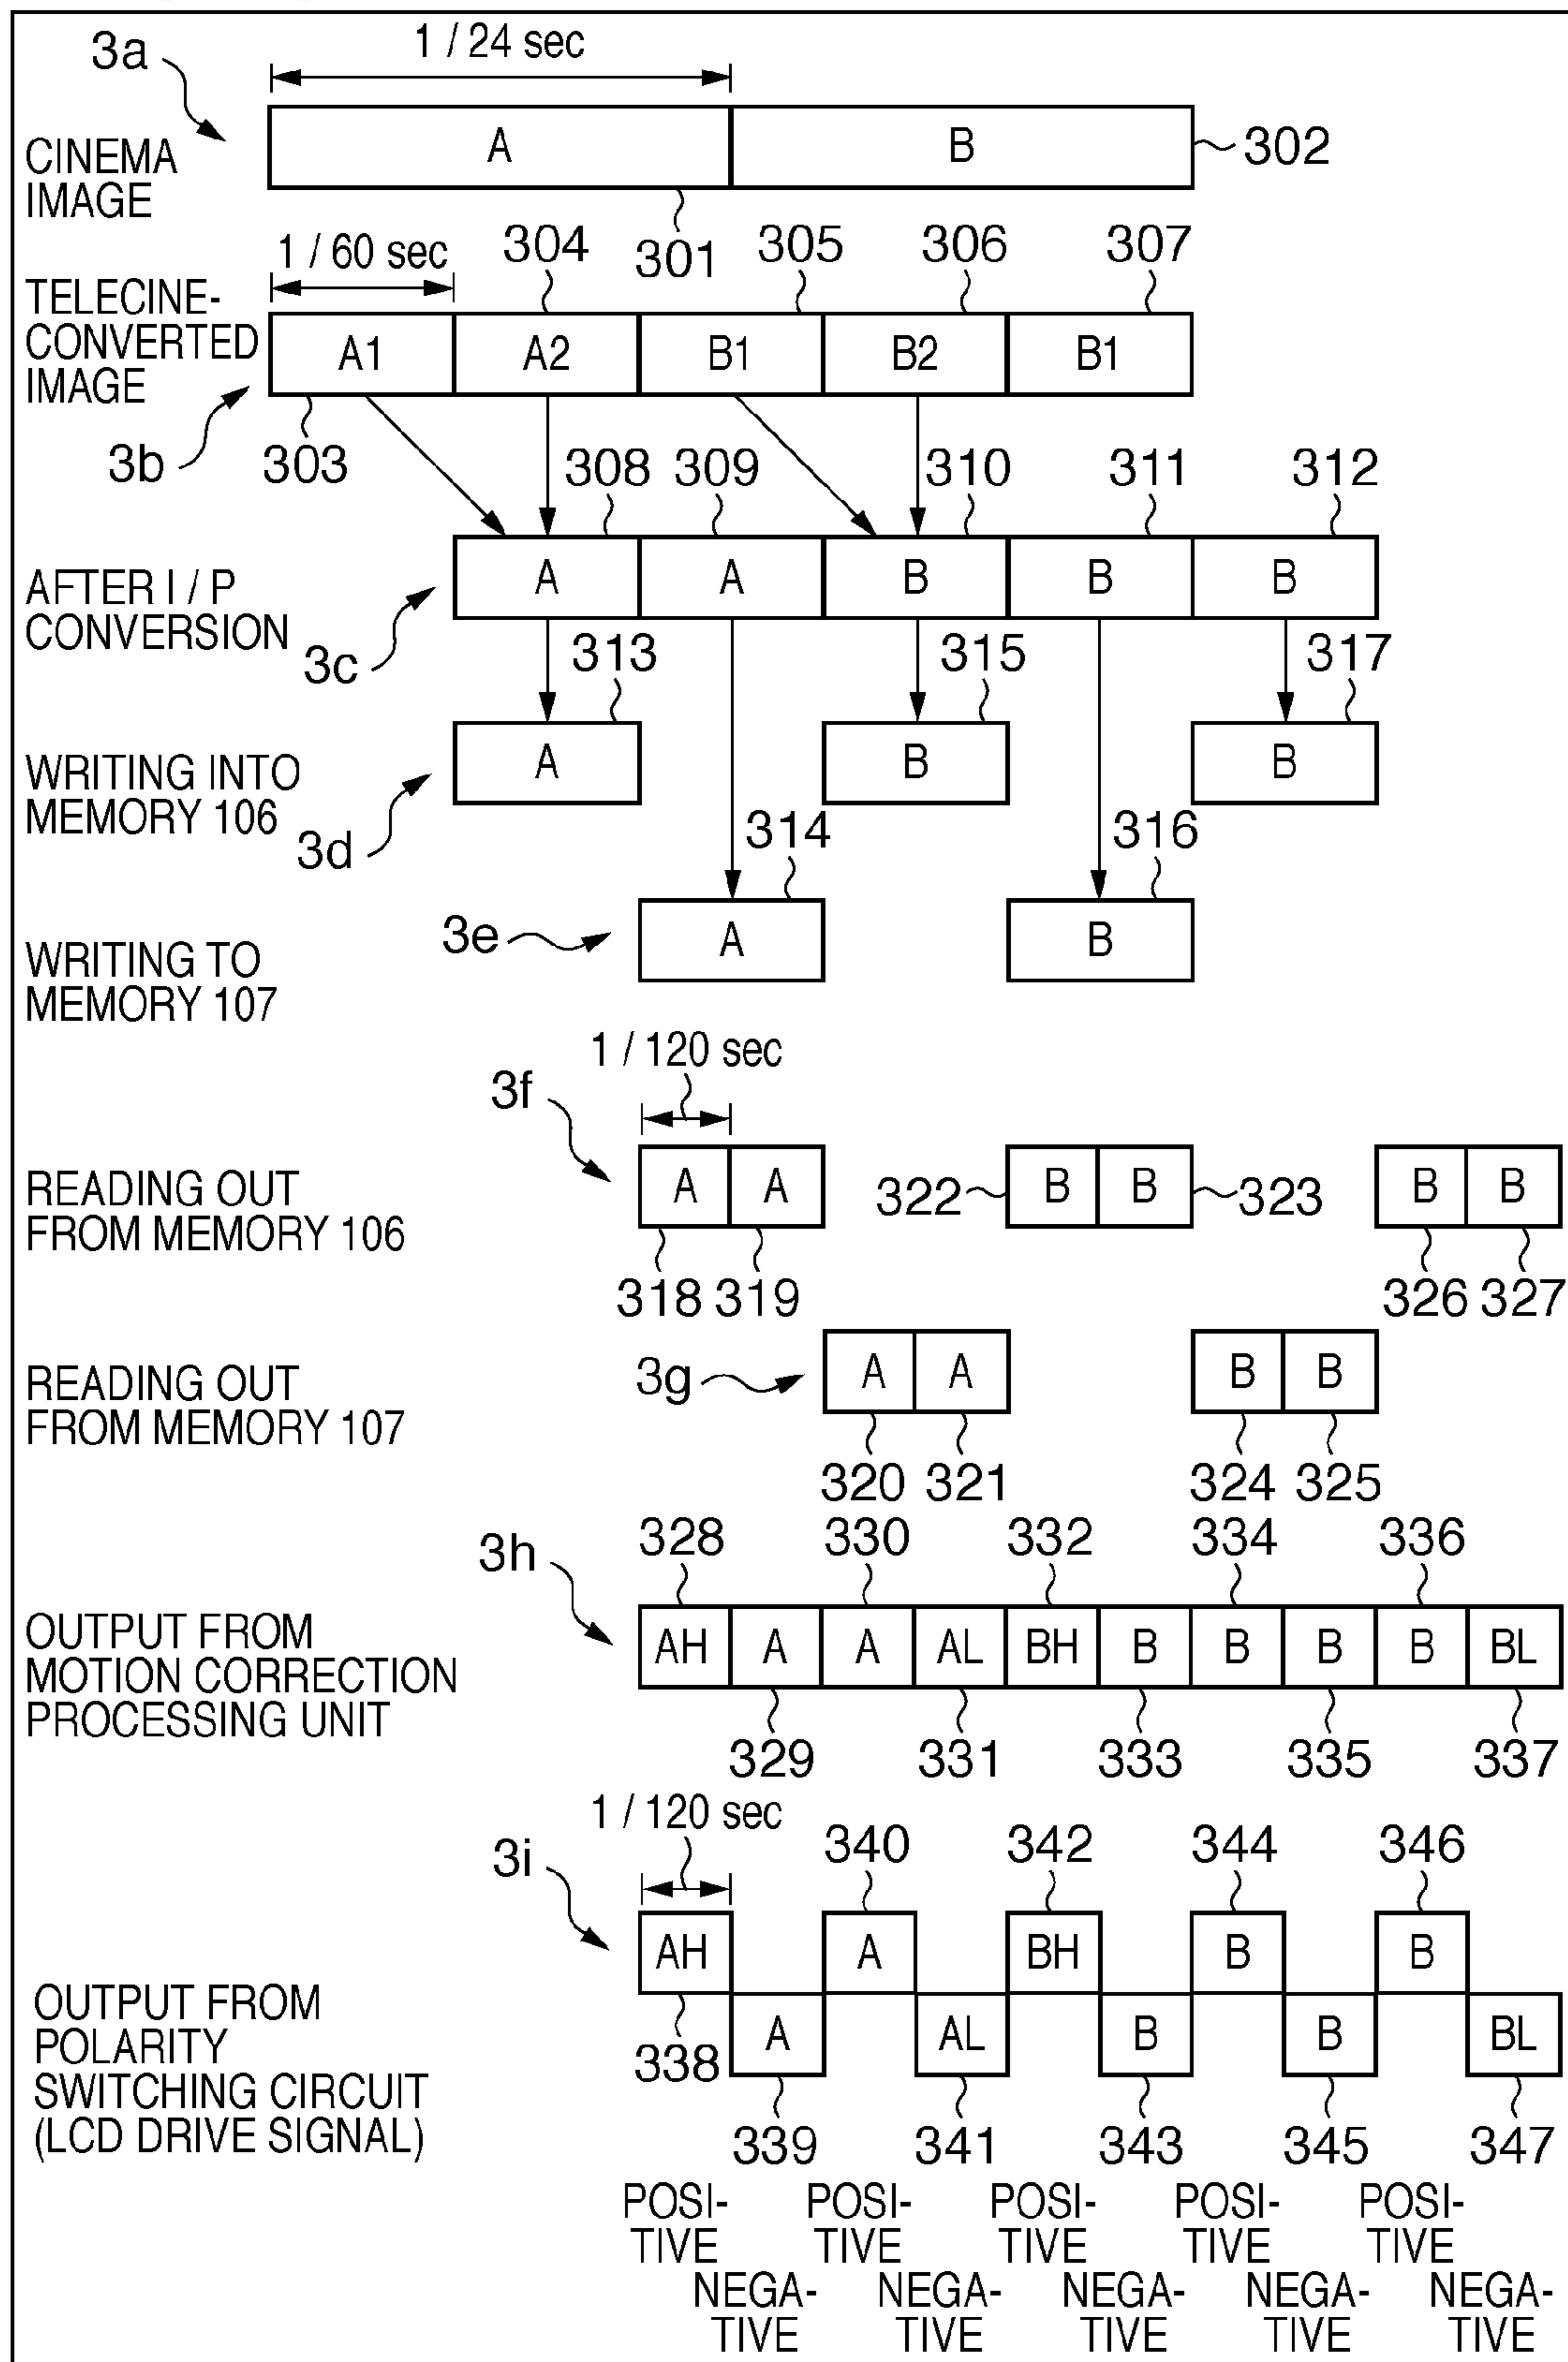 1 / 24 sec
3a
CINEMA
IMAGE
A
B
302
301
1 / 60 sec
304
305
306
307
TELECINE-
CONVERTED
IMAGE
A1
A2
B1
B2
B1
3b
303
308
309
310
311
312
AFTER I / P
CONVERSION
A
A
B
B
B
3c
313
315
317
WRITING INTO
MEMORY 106
A
B
B
3d
314
316
WRITING TO
MEMORY 107
3e
A
B
1 / 120 sec
3f
READING OUT
FROM MEMORY 106
A
A
322
B
B
323
B
B
318
319
326
327
READING OUT
FROM MEMORY 107
3g
A
A
B
B
320
321
324
325
3h
328
330
332
334
336
OUTPUT FROM
MOTION CORRECTION
PROCESSING UNIT
AH
A
A
AL
BH
B
B
B
B
BL
329
331
333
335
337
1 / 120 sec
3i
340
342
344
346
OUTPUT FROM
POLARITY
SWITCHING CIRCUIT
(LCD DRIVE SIGNAL)
AH
A
BH
B
B
338
A
AL
B
B
BL
339
341
343
345
347
POSI-
TIVE
NEGA-
TIVE
POSI-
TIVE
NEGA-
TIVE
POSI-
TIVE
NEGA-
TIVE
POSI-
TIVE
NEGA-
TIVE
POSI-
TIVE
NEGA-
TIVE